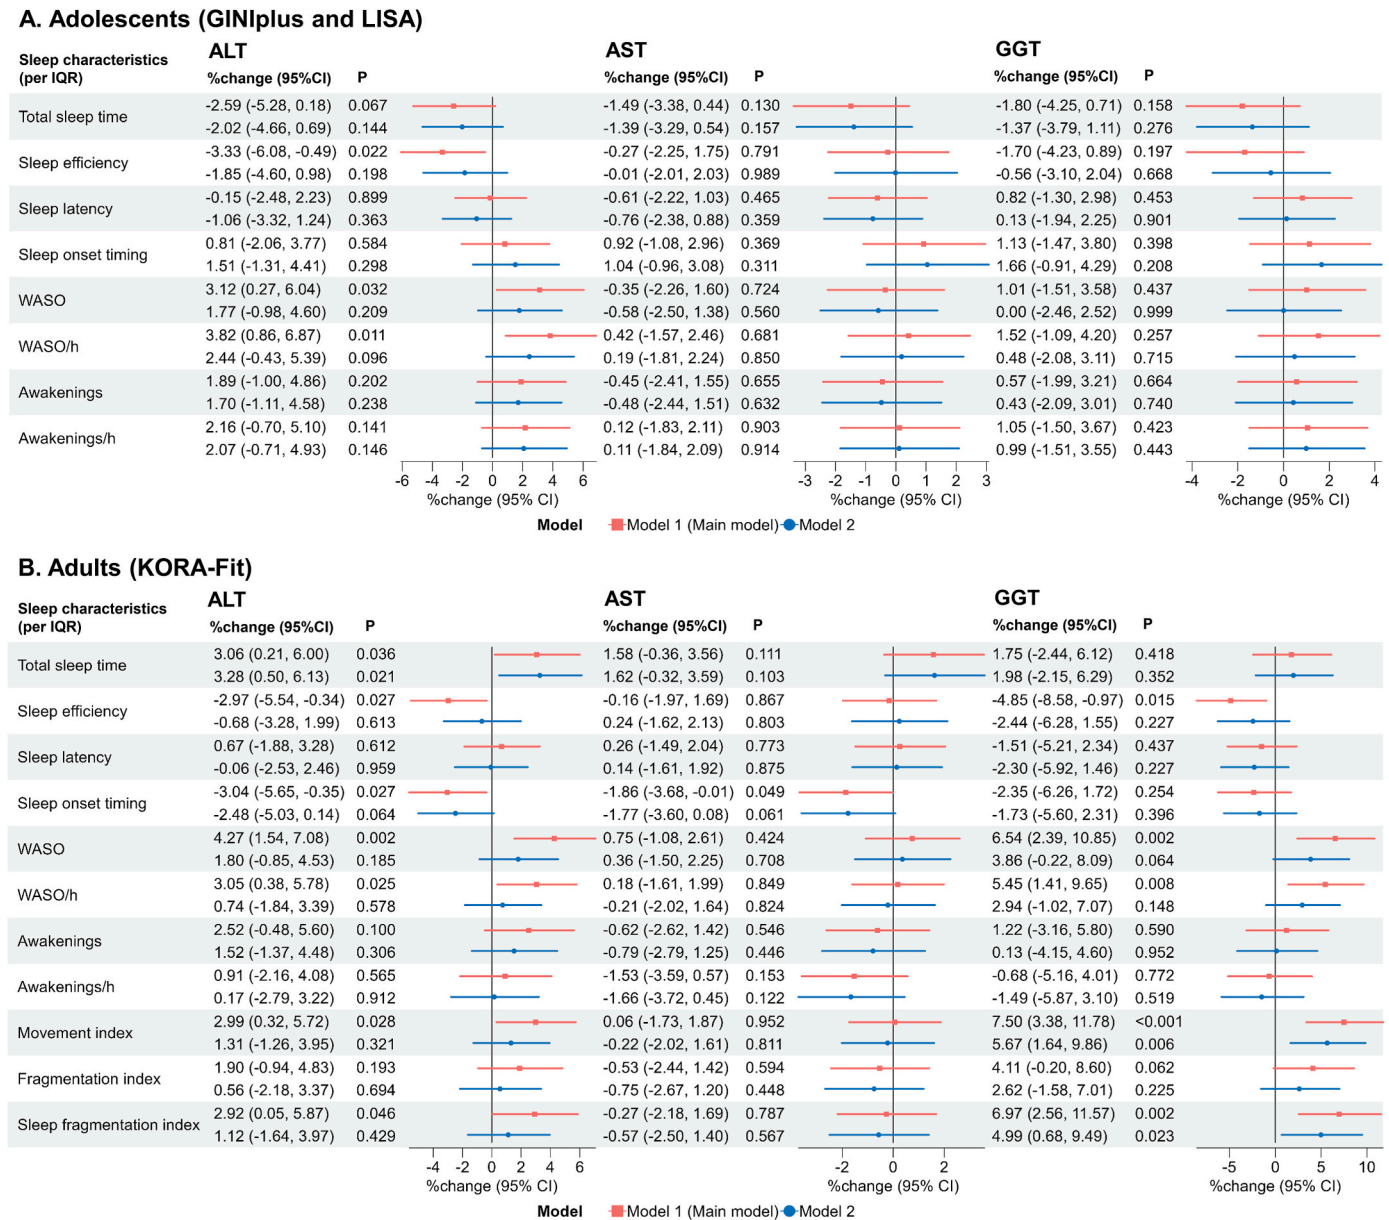 A. Adolescents (GINIplus and LISA)
Sleep characteristics (per IQR) ALT AST GGT
%change (95%CI) P %change (95%CI) P %change (95%CI) P
Total sleep time
-2.59 (-5.28, 0.18) 0.067 -1.49 (-3.38, 0.44) 0.130 -1.80 (-4.25, 0.71) 0.158
-2.02 (-4.66, 0.69) 0.144 -1.39 (-3.29, 0.54) 0.157 -1.37 (-3.79, 1.11) 0.276
Sleep efficiency
-3.33 (-6.08, -0.49) 0.022 -0.27 (-2.25, 1.75) 0.791 -1.70 (-4.23, 0.89) 0.197
-1.85 (-4.60, 0.98) 0.198 -0.01 (-2.01, 2.03) 0.989 -0.56 (-3.10, 2.04) 0.668
Sleep latency
-0.15 (-2.48, 2.23) 0.899 -0.61 (-2.22, 1.03) 0.465 0.82 (-1.30, 2.98) 0.453
-1.06 (-3.32, 1.24) 0.363 -0.76 (-2.38, 0.88) 0.359 0.13 (-1.94, 2.25) 0.901
Sleep onset timing
0.81 (-2.06, 3.77) 0.584 0.92 (-1.08, 2.96) 0.369 1.13 (-1.47, 3.80) 0.398
1.51 (-1.31, 4.41) 0.298 1.04 (-0.96, 3.08) 0.311 1.66 (-0.91, 4.29) 0.208
WASO
3.12 (0.27, 6.04) 0.032 -0.35 (-2.26, 1.60) 0.724 1.01 (-1.51, 3.58) 0.437
1.77 (-0.98, 4.60) 0.209 -0.58 (-2.50, 1.38) 0.560 0.00 (-2.46, 2.52) 0.999
WASO/h
3.82 (0.86, 6.87) 0.011 0.42 (-1.57, 2.46) 0.681 1.52 (-1.09, 4.20) 0.257
2.44 (-0.43, 5.39) 0.096 0.19 (-1.81, 2.24) 0.850 0.48 (-2.08, 3.11) 0.715
Awakenings
1.89 (-1.00, 4.86) 0.202 -0.45 (-2.41, 1.55) 0.655 0.57 (-1.99, 3.21) 0.664
1.70 (-1.11, 4.58) 0.238 -0.48 (-2.44, 1.51) 0.632 0.43 (-2.09, 3.01) 0.740
Awakenings/h
2.16 (-0.70, 5.10) 0.141 0.12 (-1.83, 2.11) 0.903 1.05 (-1.50, 3.67) 0.423
2.07 (-0.71, 4.93) 0.146 0.11 (-1.84, 2.09) 0.914 0.99 (-1.51, 3.55) 0.443
-6 -4 -2 0 2 4 6 -3 -2 -1 0 1 2 3 -4 -2 0 2 4
%change (95% CI) %change (95% CI) %change (95% CI)
Model Model 1 (Main model) Model 2
B. Adults (KORA-Fit)
Sleep characteristics (per IQR) ALT AST GGT
%change (95%CI) P %change (95%CI) P %change (95%CI) P
Total sleep time
3.06 (0.21, 6.00) 0.036 1.58 (-0.36, 3.56) 0.111 1.75 (-2.44, 6.12) 0.418
3.28 (0.50, 6.13) 0.021 1.62 (-0.32, 3.59) 0.103 1.98 (-2.15, 6.29) 0.352
Sleep efficiency
-2.97 (-5.54, -0.34) 0.027 -0.16 (-1.97, 1.69) 0.867 -4.85 (-8.58, -0.97) 0.015
-0.68 (-3.28, 1.99) 0.613 0.24 (-1.62, 2.13) 0.803 -2.44 (-6.28, 1.55) 0.227
Sleep latency
0.67 (-1.88, 3.28) 0.612 0.26 (-1.49, 2.04) 0.773 -1.51 (-5.21, 2.34) 0.437
-0.06 (-2.53, 2.46) 0.959 0.14 (-1.61, 1.92) 0.875 -2.30 (-5.92, 1.46) 0.227
Sleep onset timing
-3.04 (-5.65, -0.35) 0.027 -1.86 (-3.68, -0.01) 0.049 -2.35 (-6.26, 1.72) 0.254
-2.48 (-5.03, 0.14) 0.064 -1.77 (-3.60, 0.08) 0.061 -1.73 (-5.60, 2.31) 0.396
WASO
4.27 (1.54, 7.08) 0.002 0.75 (-1.08, 2.61) 0.424 6.54 (2.39, 10.85) 0.002
1.80 (-0.85, 4.53) 0.185 0.36 (-1.50, 2.25) 0.708 3.86 (-0.22, 8.09) 0.064
WASO/h
3.05 (0.38, 5.78) 0.025 0.18 (-1.61, 1.99) 0.849 5.45 (1.41, 9.65) 0.008
0.74 (-1.84, 3.39) 0.578 -0.21 (-2.02, 1.64) 0.824 2.94 (-1.02, 7.07) 0.148
Awakenings
2.52 (-0.48, 5.60) 0.100 -0.62 (-2.62, 1.42) 0.546 1.22 (-3.16, 5.80) 0.590
1.52 (-1.37, 4.48) 0.306 -0.79 (-2.79, 1.25) 0.446 0.13 (-4.15, 4.60) 0.952
Awakenings/h
0.91 (-2.16, 4.08) 0.565 -1.53 (-3.59, 0.57) 0.153 -0.68 (-5.16, 4.01) 0.772
0.17 (-2.79, 3.22) 0.912 -1.66 (-3.72, 0.45) 0.122 -1.49 (-5.87, 3.10) 0.519
Movement index
2.99 (0.32, 5.72) 0.028 0.06 (-1.73, 1.87) 0.952 7.50 (3.38, 11.78) <0.001
1.31 (-1.26, 3.95) 0.321 -0.22 (-2.02, 1.61) 0.811 5.67 (1.64, 9.86) 0.006
Fragmentation index
1.90 (-0.94, 4.83) 0.193 -0.53 (-2.44, 1.42) 0.594 4.11 (-0.20, 8.60) 0.062
0.56 (-2.18, 3.37) 0.694 -0.75 (-2.67, 1.20) 0.448 2.62 (-1.58, 7.01) 0.225
Sleep fragmentation index
2.92 (0.05, 5.87) 0.046 -0.27 (-2.18, 1.69) 0.787 6.97 (2.56, 11.57) 0.002
1.12 (-1.64, 3.97) 0.429 -0.57 (-2.50, 1.40) 0.567 4.99 (0.68, 9.49) 0.023
-4 -2 0 2 4 6 -2 0 2 -5 0 5 10
%change (95% CI) %change (95% CI) %change (95% CI)
Model Model 1 (Main model) Model 2